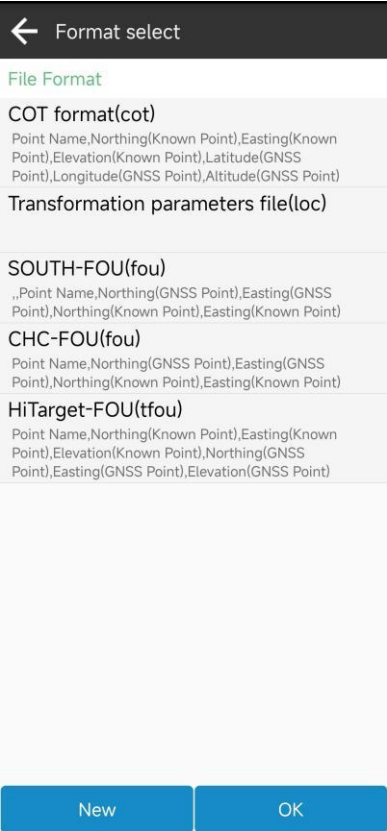 Format select
File Format
COT format(cot)
Point Name,Northing(Known Point),Easting(Known
Point),Elevation(Known Point),Latitude(GNSS
Point),Longitude(GNSS Point),Altitude(GNSS Point)
Transformation parameters file(loc)
SOUTH-FOU(fou)
,,Point Name,Northing(GNSS Point),Easting(GNSS
Point),Northing(Known Point),Easting(Known Point)
CHC-FOU(fou)
Point Name,Northing(GNSS Point),Easting(GNSS
Point),Northing(Known Point),Easting(Known Point)
HiTarget-FOU(tfou)
Point Name,Northing(Known Point),Easting(Known
Point),Elevation(Known Point),Northing(GNSS
Point),Easting(GNSS Point),Elevation(GNSS Point)
New
OK